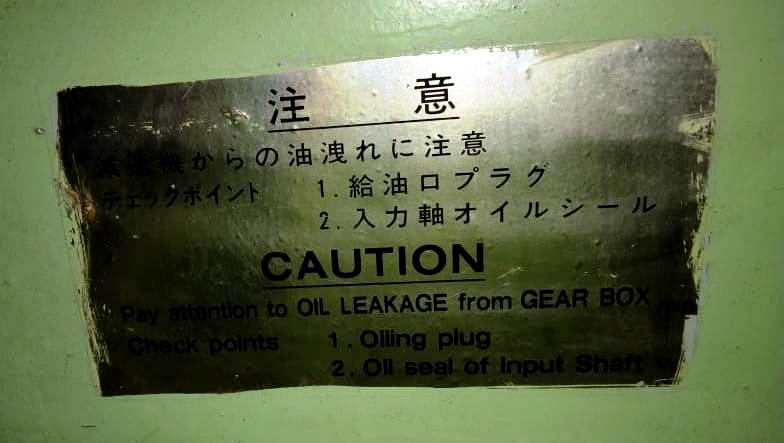 注 意
減速機からの油洩れに注意
チェックポイント 1. 給油口プラグ
2. 入力軸オイルシール
CAUTION
Pay attention to OIL LEAKAGE from GEAR BOX
Check points 1. Oiling plug
2. Oil seal of Input Shaft